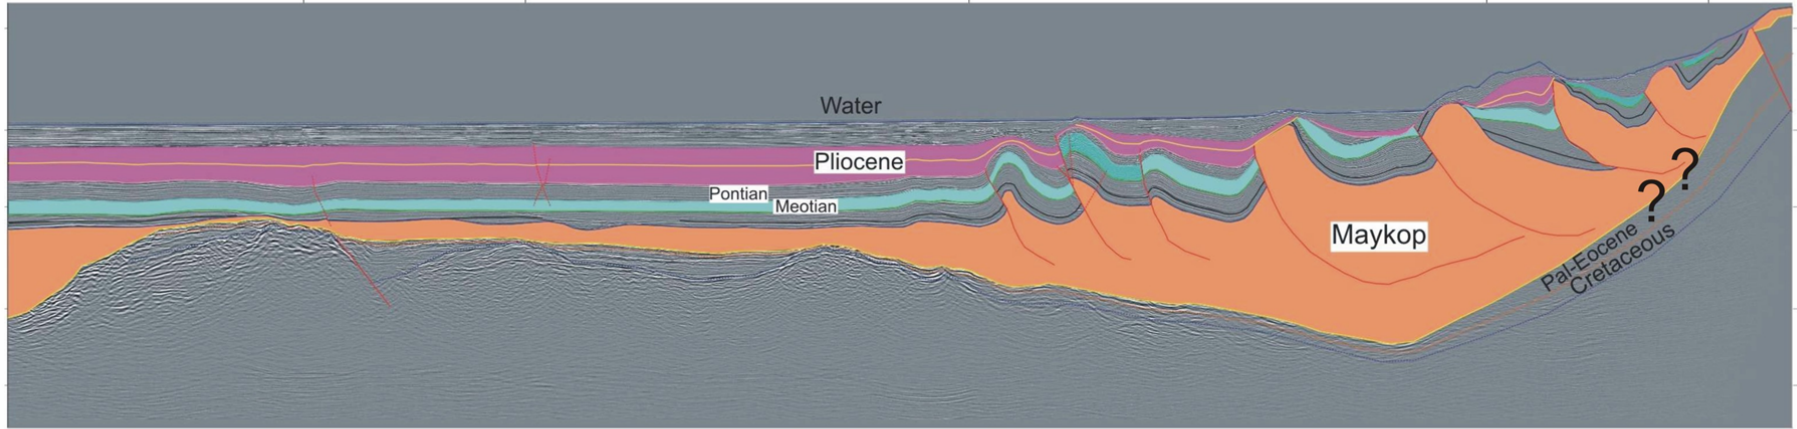 Water
Pliocene
Pontian
Meotian
Maykop
?
?
Pal-Eocene
Cretaceous